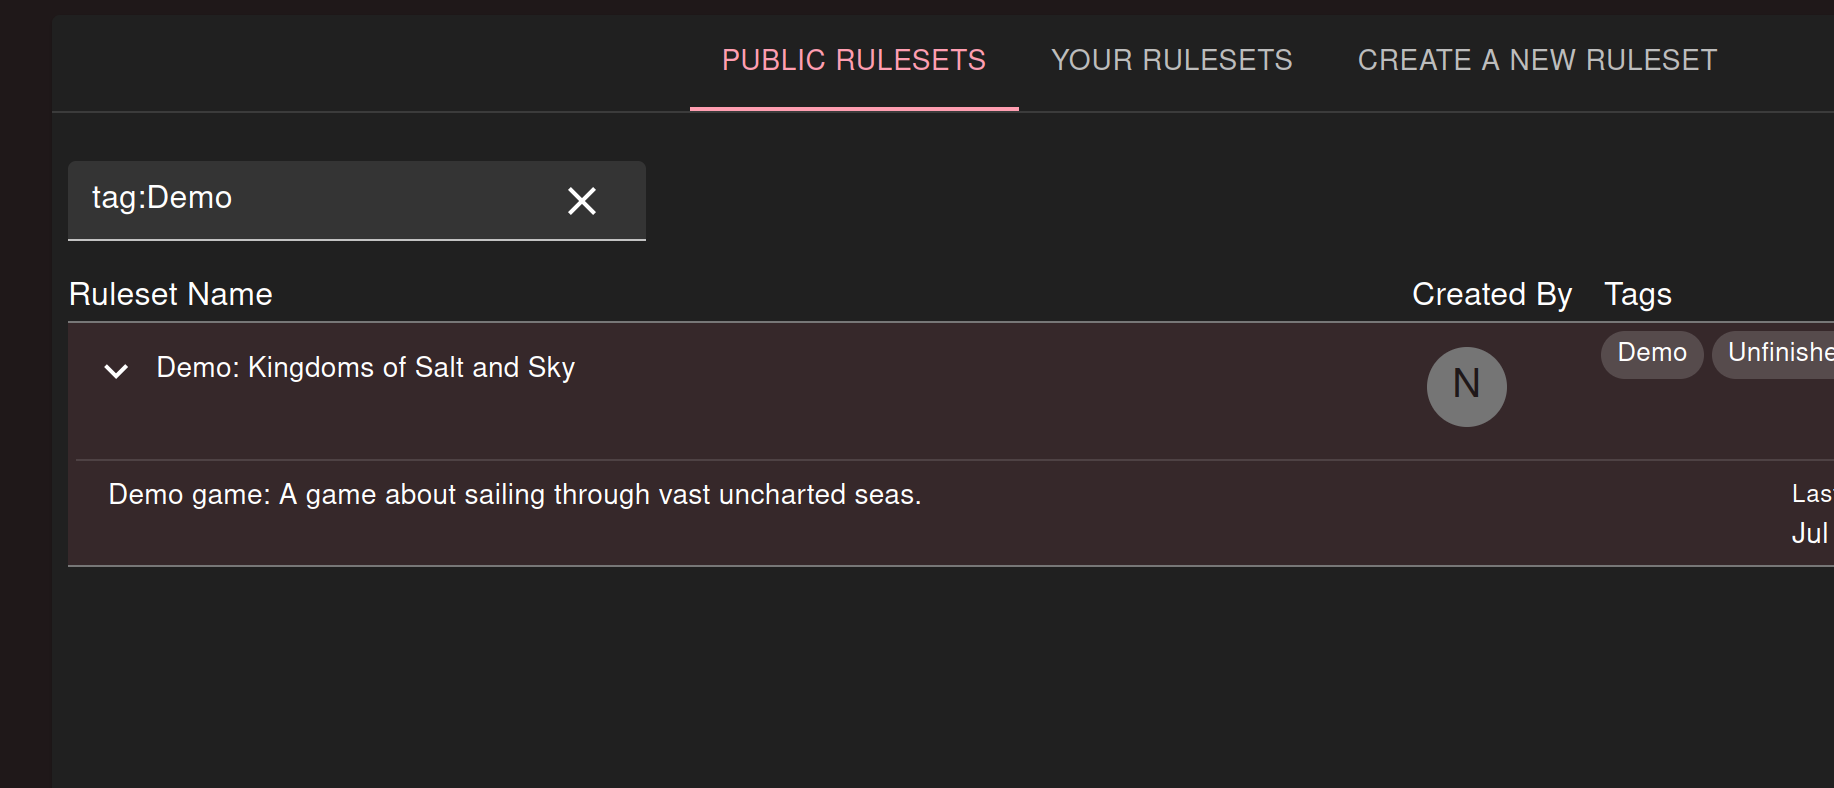 PUBLIC RULESETS YOUR RULESETS CREATE A NEW RULESET
tag:Demo
Ruleset Name Created By Tags
Demo: Kingdoms of Salt and Sky N Demo Unfinishe
Demo game: A game about sailing through vast uncharted seas. Las
Jul